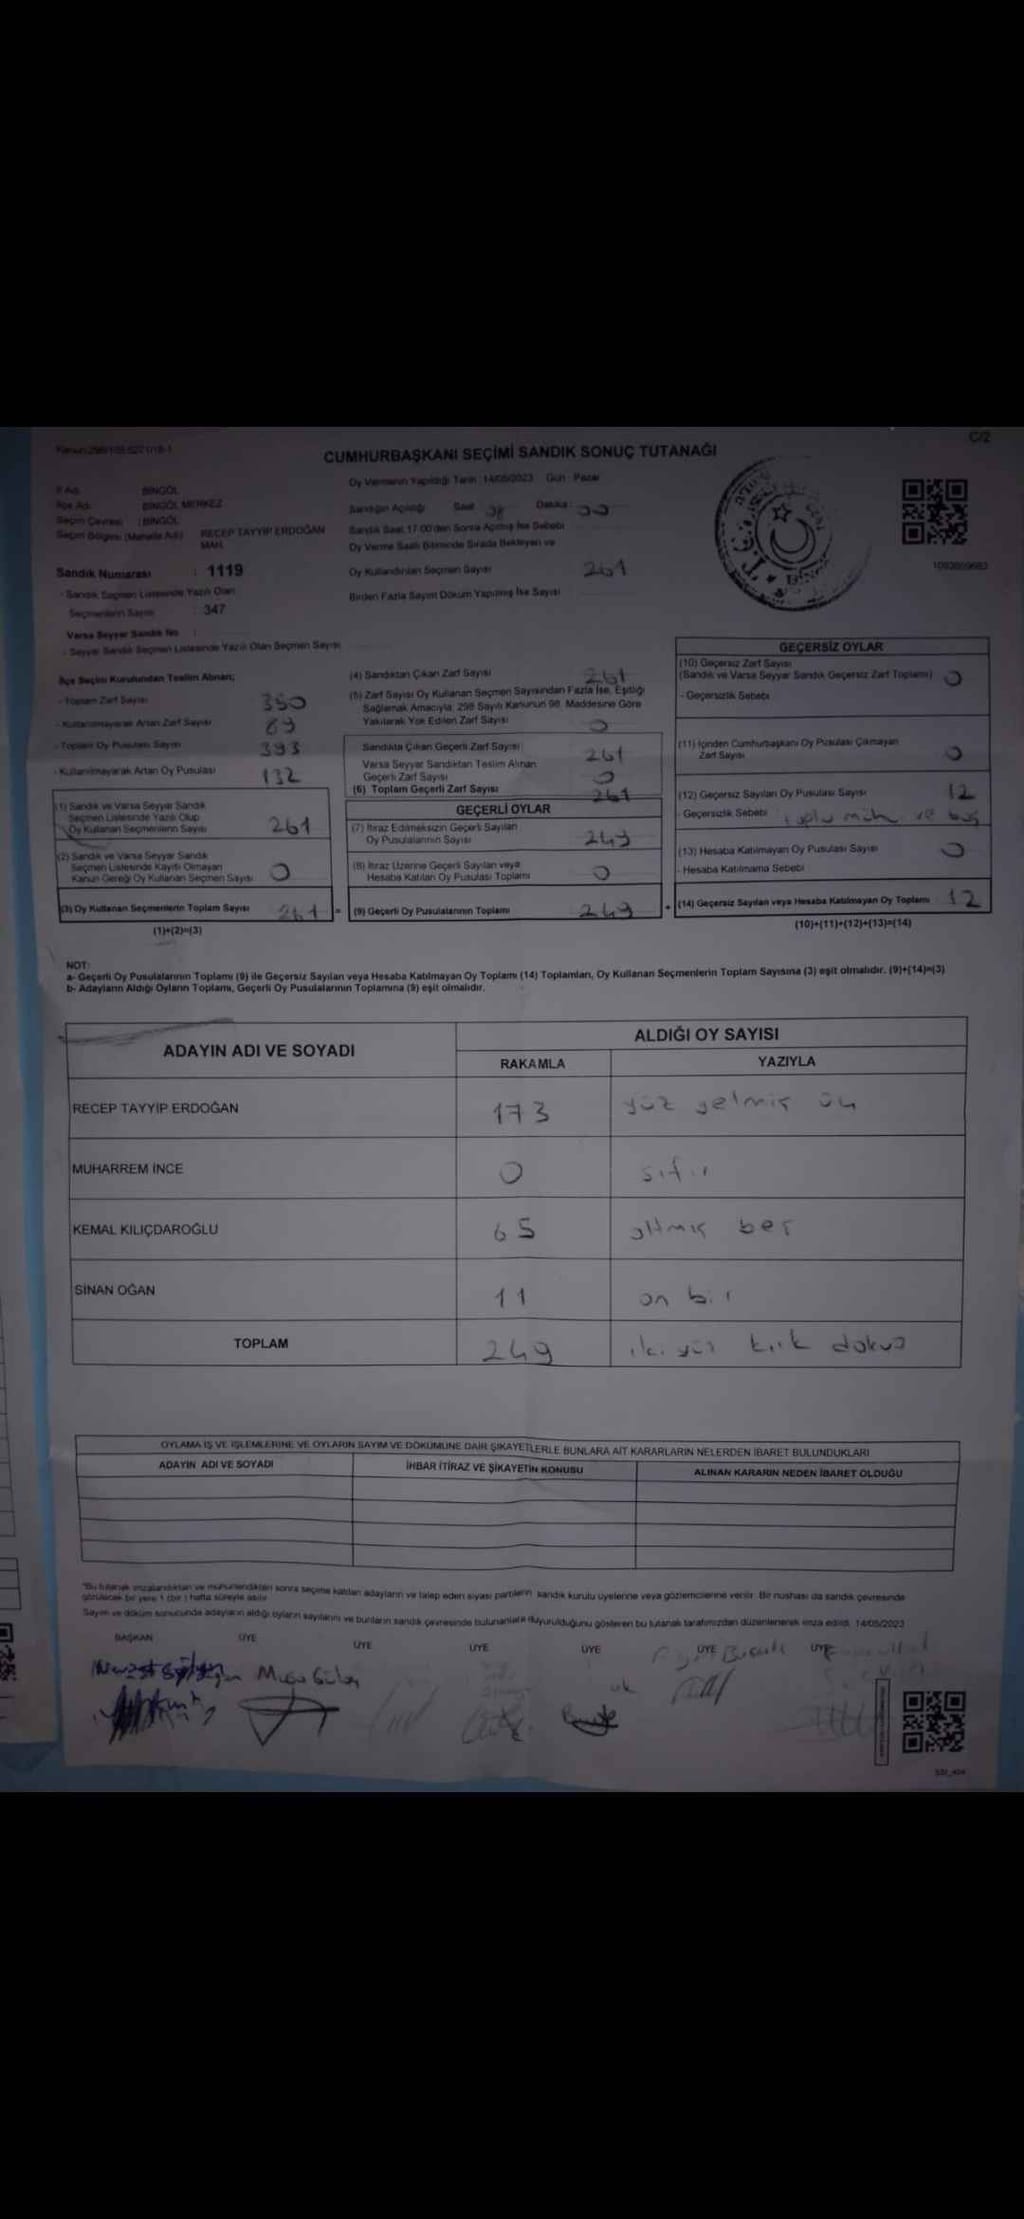 C/2
CUMHURBAŞKANI SEÇİMİ SANDIK SONUÇ TUTANAĞI
Oy Vermenin Yapıldığı Tarih : 14/05/2023 Gün : Pazar
İl Adı : BİNGÖL
İlçe Adı : BİNGÖL MERKEZ
Seçim Çevresi : BİNGÖL
Seçim Bölgesi (Mahalle Adı) : RECEP TAYYİP ERDOĞAN MAH.
Sandık Numarası : 1119
- Sandık Seçmen Listesinde Yazılı Olan
Seçmenlerin Sayısı : 347
Varsa Seyyar Sandık No :
- Seyyar Sandık Seçmen Listesinde Yazılı Olan Seçmen Sayısı
Sandığın Açıldığı Saat : 08 Dakika : 00
Sandık Saat 17:00'den Sonra Açılmış İse Sebebi
Oy Verme Saati Bitiminde Sırada Bekleyen ve
Oy Kullandırılan Seçmen Sayısı 261
Birden Fazla Sayım Döküm Yapılmış İse Sayısı
İlçe Seçim Kurulundan Teslim Alınan;
- Toplam Zarf Sayısı 350
- Kullanılmayarak Artan Zarf Sayısı 89
- Toplam Oy Pusulası Sayısı 393
- Kullanılmayarak Artan Oy Pusulası 132
(1) Sandık ve Varsa Seyyar Sandık
Seçmen Listesinde Yazılı Olup
Oy Kullanan Seçmenlerin Sayısı 261
(2) Sandık ve Varsa Seyyar Sandık
Seçmen Listesinde Kayıtlı Olmayan
Kanun Gereği Oy Kullanan Seçmen Sayısı 0
(3) Oy Kullanan Seçmenlerin Toplam Sayısı 261 =
(1)+(2)=(3)
(4) Sandıktan Çıkan Zarf Sayısı 261
(5) Zarf Sayısı Oy Kullanan Seçmen Sayısından Fazla İse, Eşitliği
Sağlamak Amacıyla, 298 Sayılı Kanunun 98. Maddesine Göre
Yakılarak Yok Edilen Zarf Sayısı 0
Sandıkta Çıkan Geçerli Zarf Sayısı 261
Varsa Seyyar Sandıktan Teslim Alınan
Geçerli Zarf Sayısı 0
(6) Toplam Geçerli Zarf Sayısı 261
GEÇERLİ OYLAR
(7) İtiraz Edilmeksizin Geçerli Sayılan
Oy Pusulalarının Sayısı 249
(8) İtiraz Üzerine Geçerli Sayılan veya
Hesaba Katılan Oy Pusulası Toplamı 0
(9) Geçerli Oy Pusulalarının Toplamı 249 +
GEÇERSİZ OYLAR
(10) Geçersiz Zarf Sayısı
(Sandık ve Varsa Seyyar Sandık Geçersiz Zarf Toplamı) 0
- Geçersizlik Sebebi
(11) İçinden Cumhurbaşkanı Oy Pusulası Çıkmayan
Zarf Sayısı 0
(12) Geçersiz Sayılan Oy Pusulası Sayısı 12
- Geçersizlik Sebebi ve boş
(13) Hesaba Katılmayan Oy Pusulası Sayısı 0
- Hesaba Katılmama Sebebi
(14) Geçersiz Sayılan veya Hesaba Katılmayan Oy Toplamı 12
(10)+(11)+(12)+(13)=(14)
NOT:
a- Geçerli Oy Pusulalarının Toplamı (9) ile Geçersiz Sayılan veya Hesaba Katılmayan Oy Toplamı (14) Toplamları, Oy Kullanan Seçmenlerin Toplam Sayısına (3) eşit olmalıdır. (9)+(14)=(3)
b- Adayların Aldığı Oyların Toplamı, Geçerli Oy Pusulalarının Toplamına (9) eşit olmalıdır.
ADAYIN ADI VE SOYADI ALDIĞI OY SAYISI
RAKAMLA YAZIYLA
RECEP TAYYİP ERDOĞAN 173 yüz yetmiş üç
MUHARREM İNCE 0 sıfır
KEMAL KILIÇDAROĞLU 65 altmış beş
SİNAN OĞAN 11 on bir
TOPLAM 249 iki yüz kırk dokuz
OYLAMA İŞ VE İŞLEMLERİNE VE OYLARIN SAYIM VE DÖKÜMÜNE DAİR ŞİKAYETLERLE BUNLARA AİT KARARLARIN NELERDEN İBARET BULUNDUKLARI
ADAYIN ADI VE SOYADI İHBAR İTİRAZ VE ŞİKAYETİN KONUSU ALINAN KARARIN NEDEN İBARET OLDUĞU
*Bu tutanak imzalandıktan ve mühürlendikten sonra seçime katılan adayların ve talep eden siyasi partilerin sandık kurulu üyelerine veya gözlemcilerine verilir. Bir nüshası da sandık çevresinde
görülecek bir yere 1 (bir) hafta süreyle asılır.
Sayım ve döküm sonucunda adayların aldığı oyların sayılarını ve bunların sandık çevresinde bulunanlara duyurulduğunu gösteren bu tutanak tarafımızdan düzenlenerek imza edildi. 14/05/2023
BAŞKAN ÜYE ÜYE ÜYE ÜYE ÜYE ÜYE